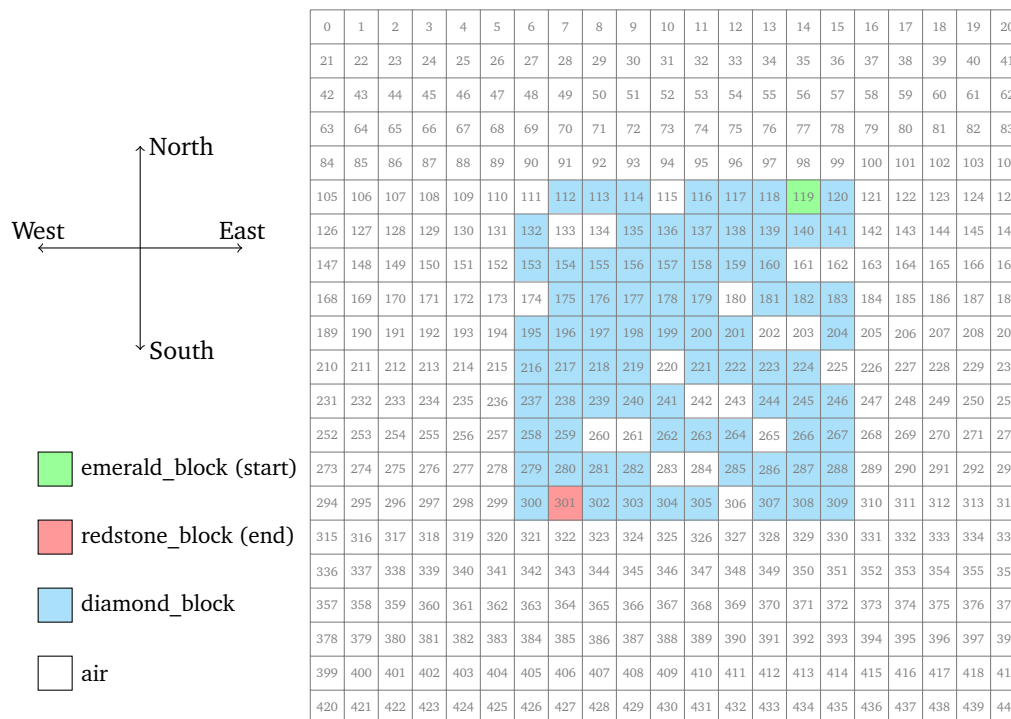 North
West
East
South
emerald_block (start)
redstone_block (end)
diamond_block
air
0 1 2 3 4 5 6 7 8 9 10 11 12 13 14 15 16 17 18 19 20
21 22 23 24 25 26 27 28 29 30 31 32 33 34 35 36 37 38 39 40 41
42 43 44 45 46 47 48 49 50 51 52 53 54 55 56 57 58 59 60 61 62
63 64 65 66 67 68 69 70 71 72 73 74 75 76 77 78 79 80 81 82 83
84 85 86 87 88 89 90 91 92 93 94 95 96 97 98 99 100 101 102 103
105 106 107 108 109 110 111 112 113 114 115 116 117 118 119 120 121 122 123 124
126 127 128 129 130 131 132 133 134 135 136 137 138 139 140 141 142 143 144 145
147 148 149 150 151 152 153 154 155 156 157 158 159 160 161 162 163 164 165 166
168 169 170 171 172 173 174 175 176 177 178 179 180 181 182 183 184 185 186 187
189 190 191 192 193 194 195 196 197 198 199 200 201 202 203 204 205 206 207 208
210 211 212 213 214 215 216 217 218 219 220 221 222 223 224 225 226 227 228 229
231 232 233 234 235 236 237 238 239 240 241 242 243 244 245 246 247 248 249 250
252 253 254 255 256 257 258 259 260 261 262 263 264 265 266 267 268 269 270 271
273 274 275 276 277 278 279 280 281 282 283 284 285 286 287 288 289 290 291 292
294 295 296 297 298 299 300 301 302 303 304 305 306 307 308 309 310 311 312 313
315 316 317 318 319 320 321 322 323 324 325 326 327 328 329 330 331 332 333 334
336 337 338 339 340 341 342 343 344 345 346 347 348 349 350 351 352 353 354 355
357 358 359 360 361 362 363 364 365 366 367 368 369 370 371 372 373 374 375 376
378 379 380 381 382 383 384 385 386 387 388 389 390 391 392 393 394 395 396 397
399 400 401 402 403 404 405 406 407 408 409 410 411 412 413 414 415 416 417 418
420 421 422 423 424 425 426 427 428 429 430 431 432 433 434 435 436 437 438 439